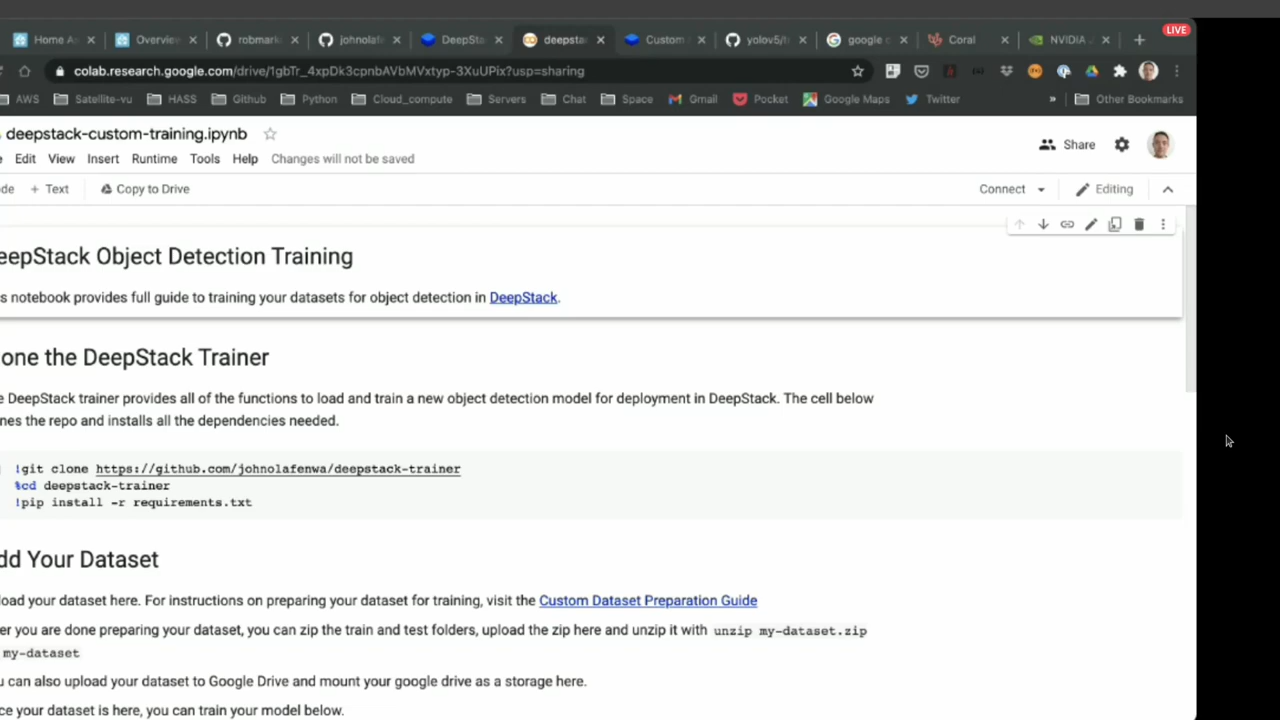 LIVE
Home As
Overview
robmark
johnolafe
DeepSta
deepstac
Custom
yolov5/t
google c
Coral
NVIDIA
colab.research.google.com/drive/1gbTr_4xpDk3cpnbAVbMVxtyp-3XuUPix?usp=sharing
AWS Satellite-vu HASS Github Python Cloud_compute Servers Chat Space Gmail Pocket Google Maps Twitter » Other Bookmarks
deepstack-custom-training.ipynb
Share
Edit View Insert Runtime Tools Help Changes will not be saved
de + Text Copy to Drive Connect Editing
eepStack Object Detection Training
s notebook provides full guide to training your datasets for object detection in DeepStack.
one the DeepStack Trainer
e DeepStack trainer provides all of the functions to load and train a new object detection model for deployment in DeepStack. The cell below
nes the repo and installs all the dependencies needed.
!git clone https://github.com/johnolafenwa/deepstack-trainer
%cd deepstack-trainer
!pip install -r requirements.txt
dd Your Dataset
load your dataset here. For instructions on preparing your dataset for training, visit the Custom Dataset Preparation Guide
er you are done preparing your dataset, you can zip the train and test folders, upload the zip here and unzip it with unzip my-dataset.zip
my-dataset
u can also upload your dataset to Google Drive and mount your google drive as a storage here.
ce your dataset is here, you can train your model below.